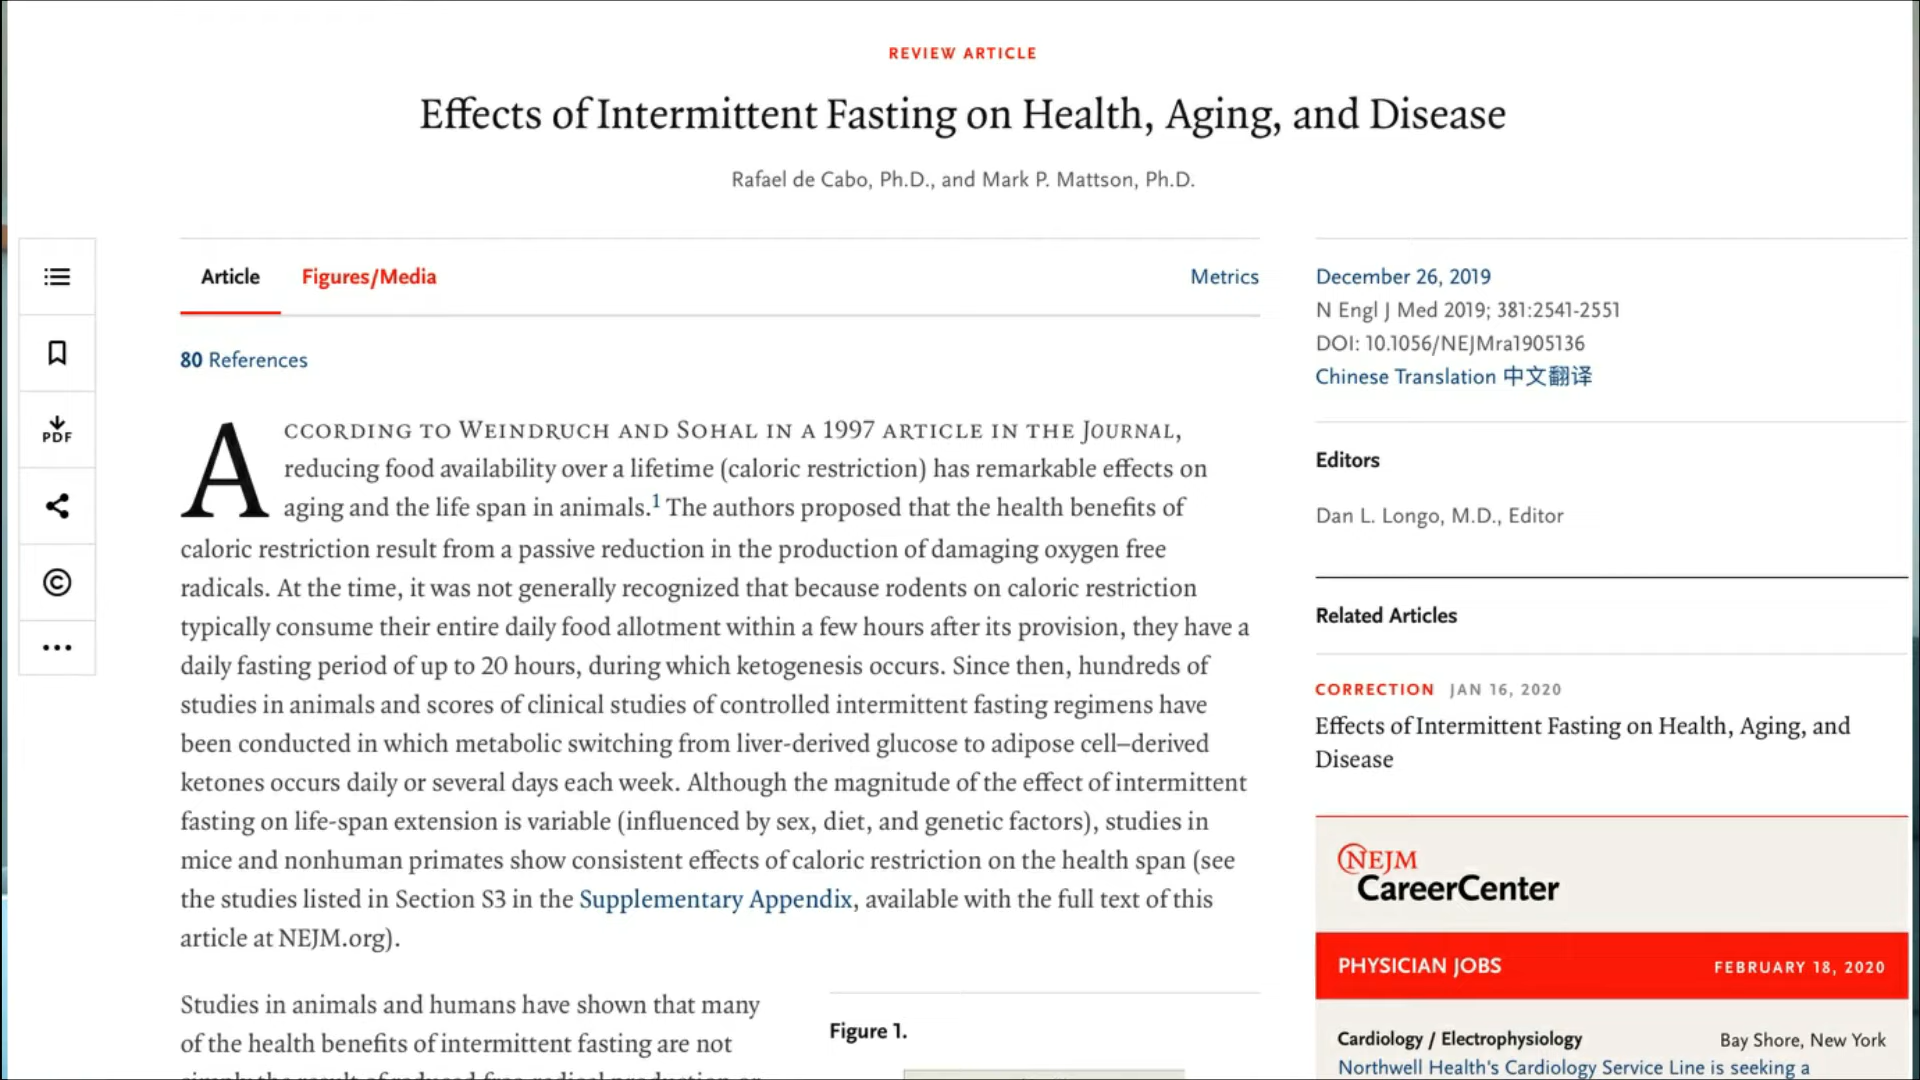 REVIEW ARTICLE
Effects of Intermittent Fasting on Health, Aging, and Disease
Rafael de Cabo, Ph.D., and Mark P. Mattson, Ph.D.
Article Figures/Media Metrics
80 References
PDF
ACCORDING TO WEINDRUCH AND SOHAL IN A 1997 ARTICLE IN THE JOURNAL,
reducing food availability over a lifetime (caloric restriction) has remarkable effects on
aging and the life span in animals.1 The authors proposed that the health benefits of
caloric restriction result from a passive reduction in the production of damaging oxygen free
radicals. At the time, it was not generally recognized that because rodents on caloric restriction
typically consume their entire daily food allotment within a few hours after its provision, they have a
daily fasting period of up to 20 hours, during which ketogenesis occurs. Since then, hundreds of
studies in animals and scores of clinical studies of controlled intermittent fasting regimens have
been conducted in which metabolic switching from liver-derived glucose to adipose cell–derived
ketones occurs daily or several days each week. Although the magnitude of the effect of intermittent
fasting on life-span extension is variable (influenced by sex, diet, and genetic factors), studies in
mice and nonhuman primates show consistent effects of caloric restriction on the health span (see
the studies listed in Section S3 in the Supplementary Appendix, available with the full text of this
article at NEJM.org).
Studies in animals and humans have shown that many
of the health benefits of intermittent fasting are not
simply the result of reduced free-radical production or
Figure 1.
December 26, 2019
N Engl J Med 2019; 381:2541-2551
DOI: 10.1056/NEJMra1905136
Chinese Translation 中文翻译
Editors
Dan L. Longo, M.D., Editor
Related Articles
CORRECTION JAN 16, 2020
Effects of Intermittent Fasting on Health, Aging, and
Disease
NEJM
CareerCenter
PHYSICIAN JOBS FEBRUARY 18, 2020
Cardiology / Electrophysiology Bay Shore, New York
Northwell Health's Cardiology Service Line is seeking a